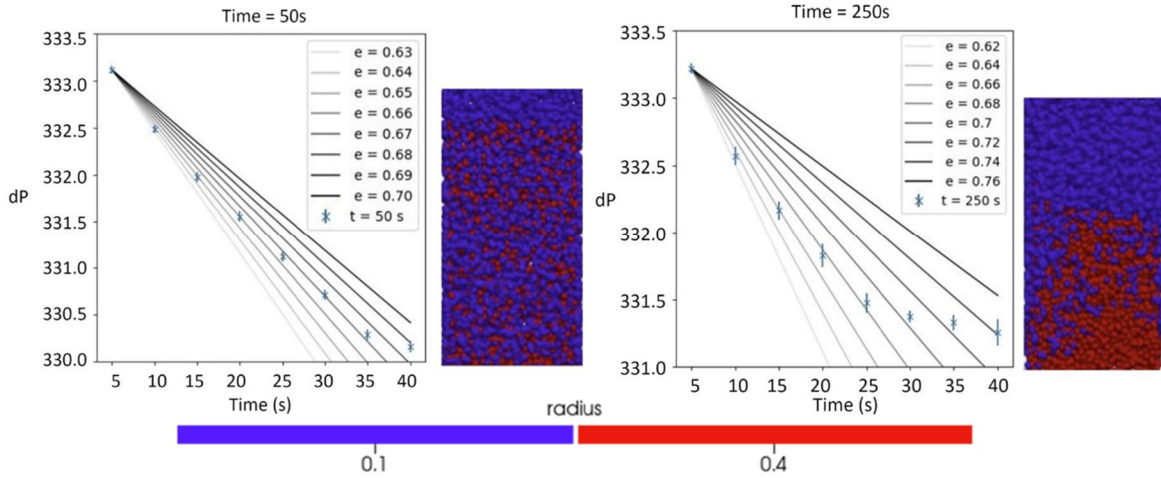 Time = 50s
333.5
333.0
332.5
332.0
331.5
331.0
330.5
330.0
dP
e = 0.63
e = 0.64
e = 0.65
e = 0.66
e = 0.67
e = 0.68
e = 0.69
e = 0.70
t = 50 s
5 10 15 20 25 30 35 40
Time (s)
Time = 250s
333.5
333.0
332.5
332.0
331.5
331.0
dP
e = 0.62
e = 0.64
e = 0.66
e = 0.68
e = 0.7
e = 0.72
e = 0.74
e = 0.76
t = 250 s
5 10 15 20 25 30 35 40
Time (s)
radius
0.1 0.4